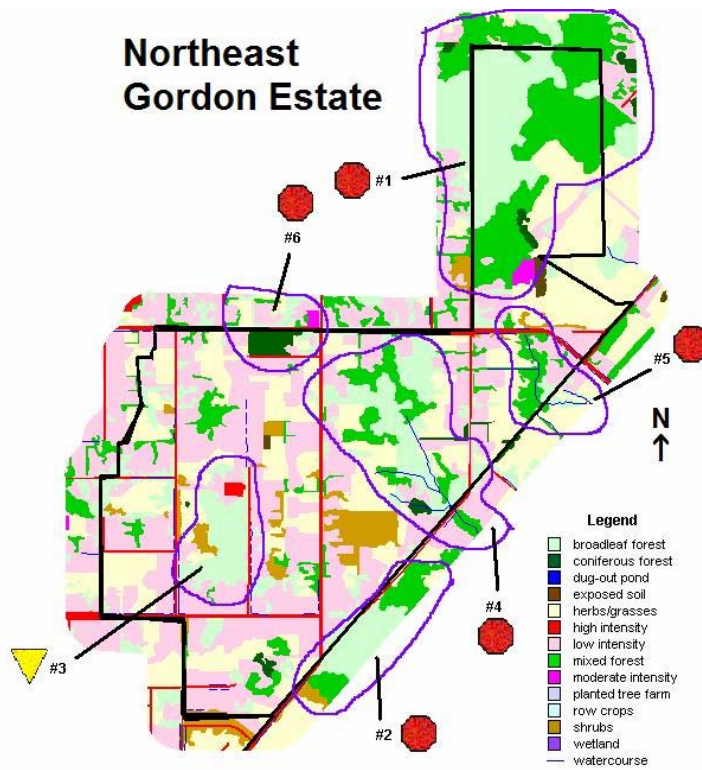 Northeast
Gordon Estate
#1
#6
#5
N
#4
#3
#2
Legend
broadleaf forest
coniferous forest
dug-out pond
exposed soil
herbs/grasses
high intensity
low intensity
mixed forest
moderate intensity
planted tree farm
row crops
shrubs
wetland
watercourse